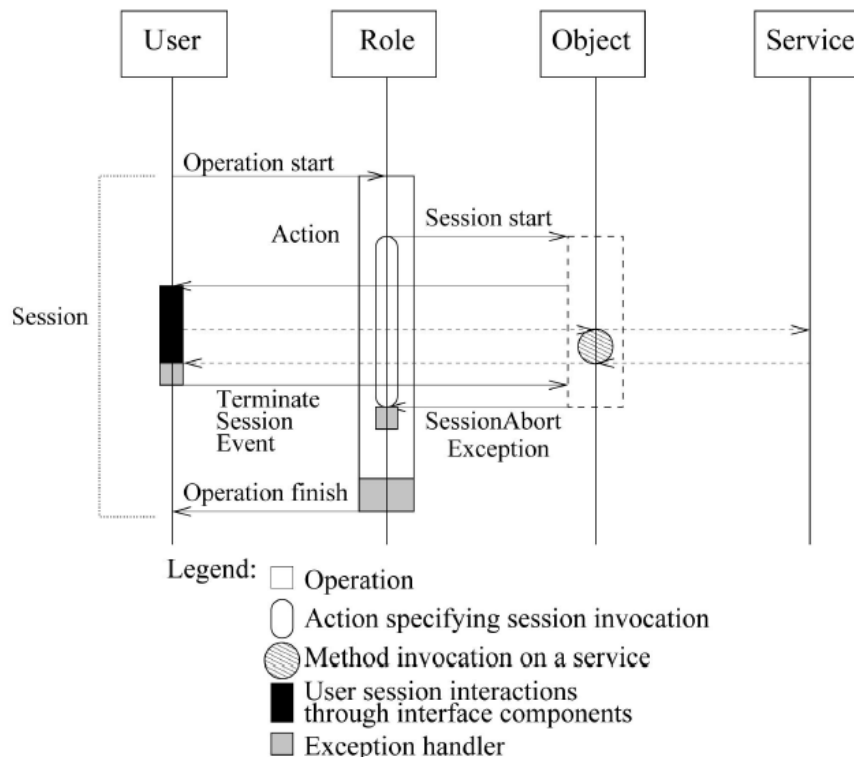 User Role Object Service
Operation start
Session start
Action
Session
Terminate
Session
Event
SessionAbort
Exception
Operation finish
Legend:
Operation
Action specifying session invocation
Method invocation on a service
User session interactions
through interface components
Exception handler